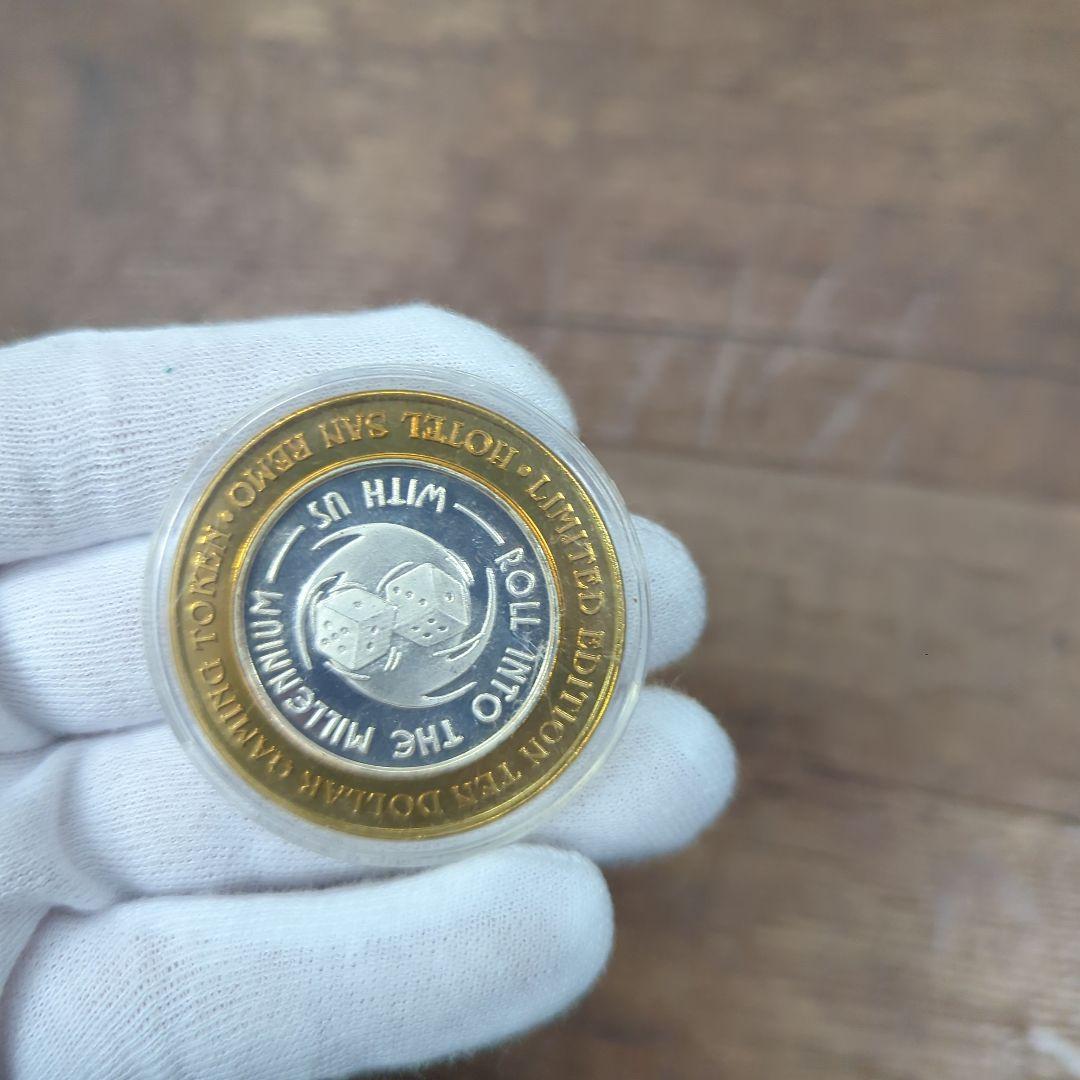 LIMITED EDITION TEN DOLLAR GAMING TOKEN
• HOTEL SAN REMO •
ROLL INTO THE MILLENNIUM
— WITH US —